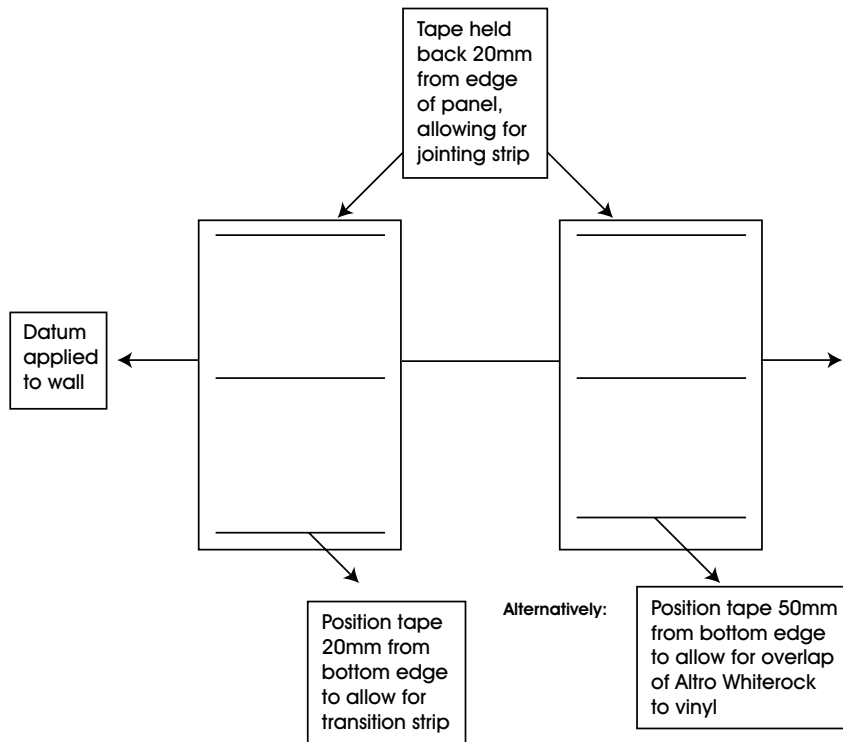 Tape held
back 20mm
from edge
of panel,
allowing for
jointing strip
Datum
applied
to wall
Position tape
20mm from
bottom edge
to allow for
transition strip
Alternatively:
Position tape 50mm
from bottom edge
to allow for overlap
of Altro Whiterock
to vinyl